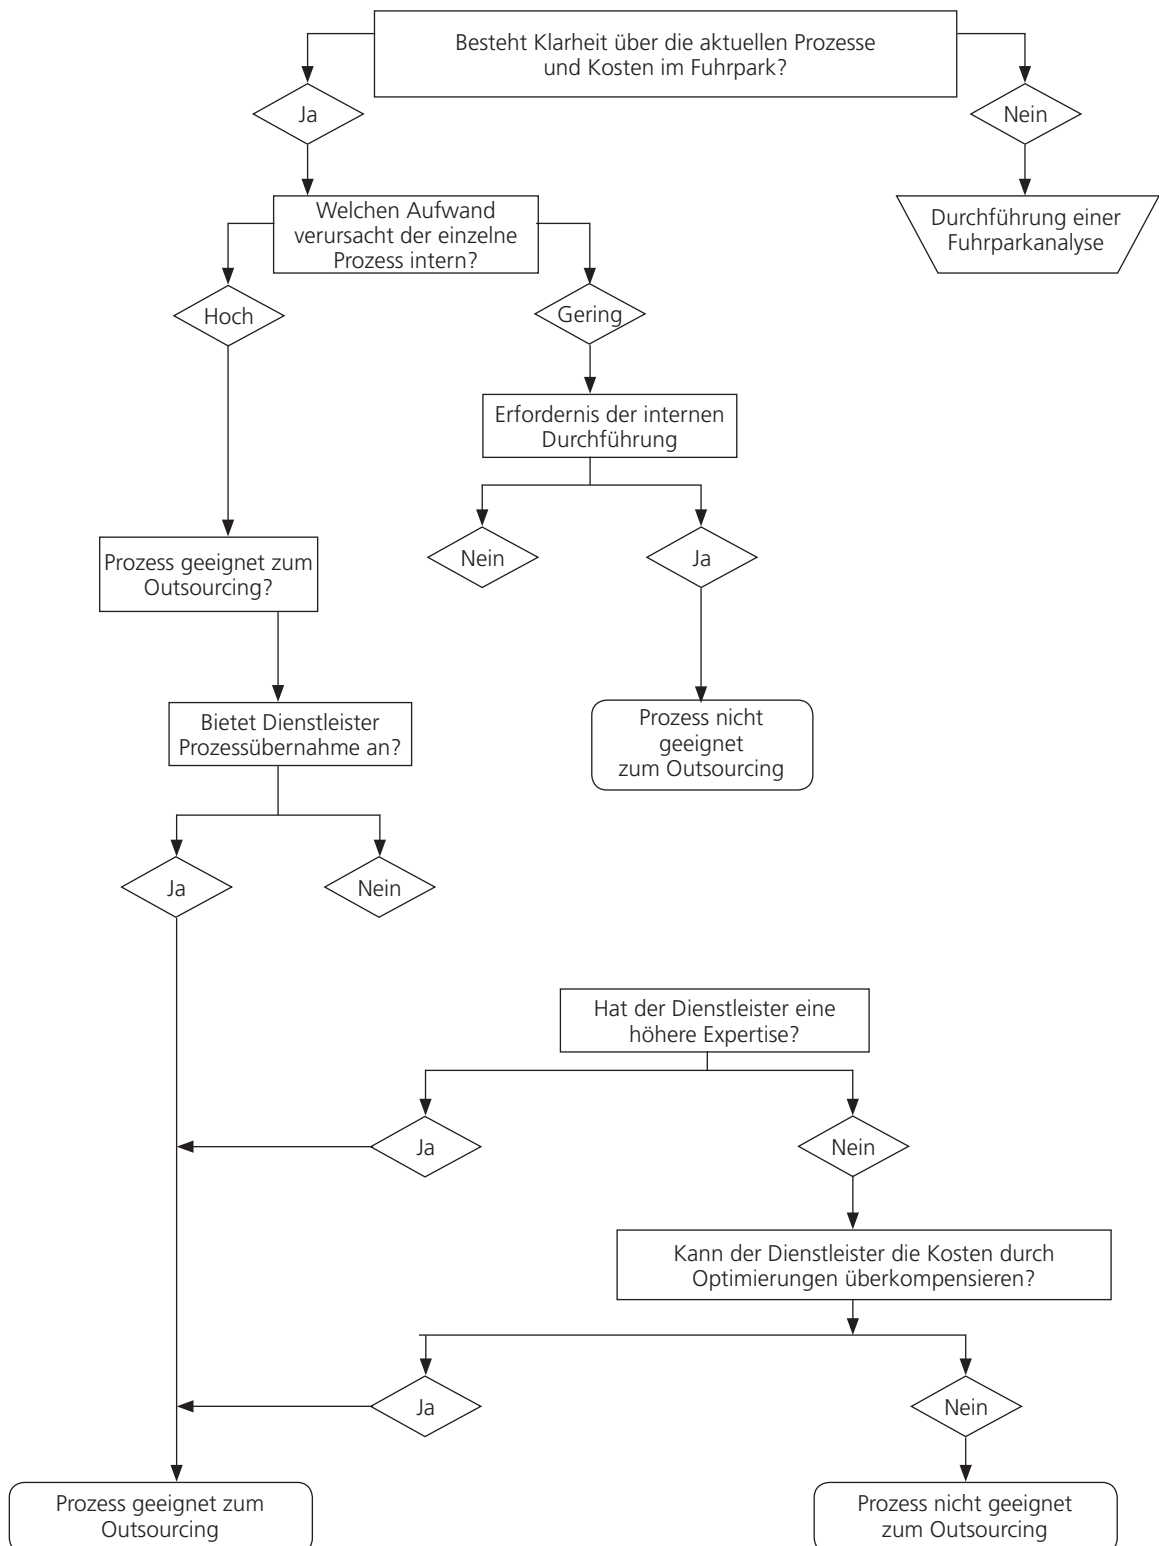 Besteht Klarheit über die aktuellen Prozesse
und Kosten im Fuhrpark?
Ja
Nein
Welchen Aufwand
verursacht der einzelne
Prozess intern?
Durchführung einer
Fuhrparkanalyse
Hoch
Gering
Erfordernis der internen
Durchführung
Nein
Ja
Prozess geeignet zum
Outsourcing?
Prozess nicht
geeignet
zum Outsourcing
Bietet Dienstleister
Prozessübernahme an?
Ja
Nein
Hat der Dienstleister eine
höhere Expertise?
Ja
Nein
Kann der Dienstleister die Kosten durch
Optimierungen überkompensieren?
Ja
Nein
Prozess geeignet zum
Outsourcing
Prozess nicht geeignet
zum Outsourcing